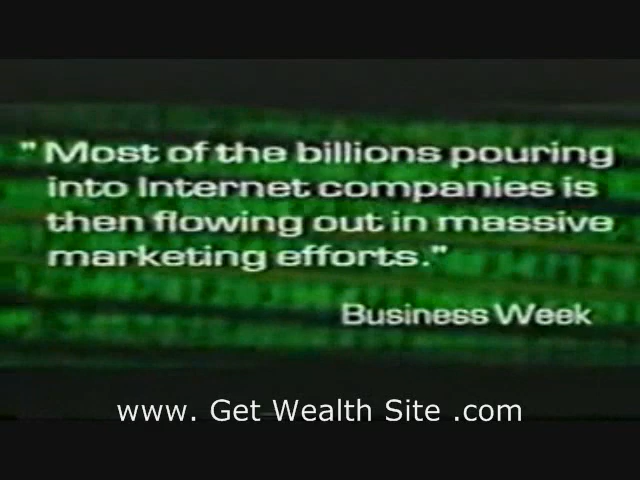 "Most of the billions pouring
into Internet companies is
then flowing out in massive
marketing efforts."
Business Week
www. Get Wealth Site .com